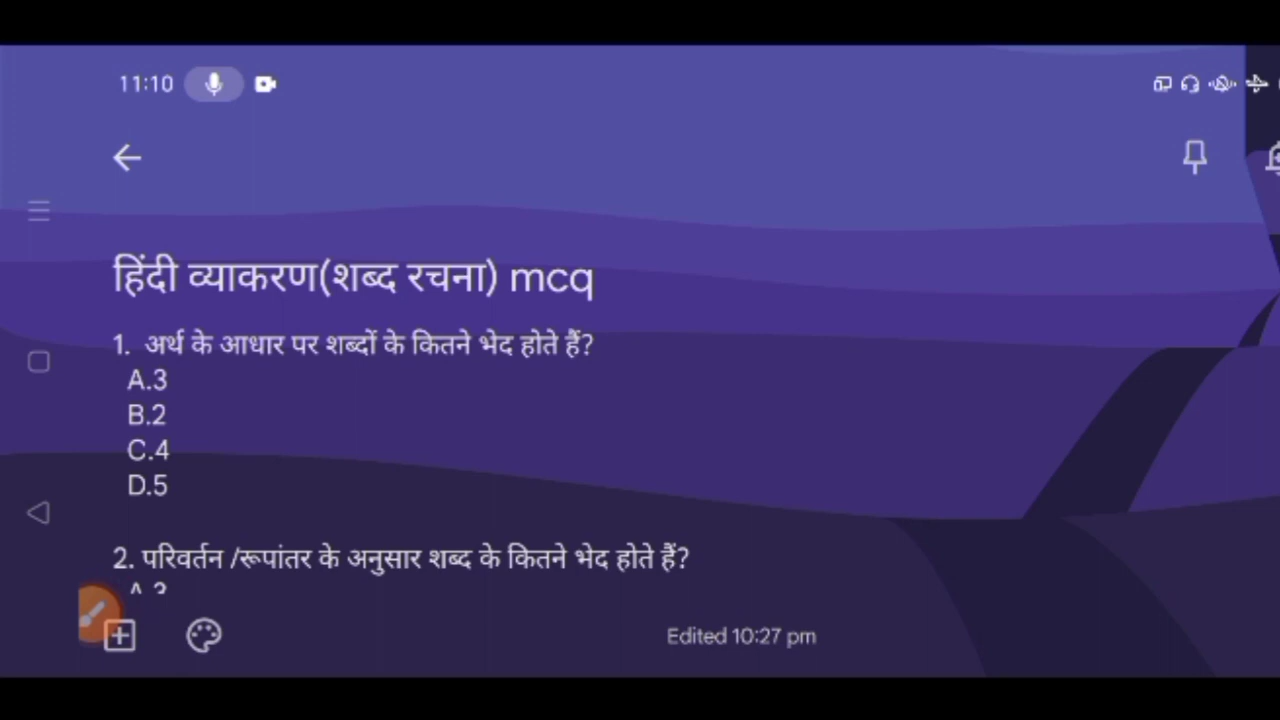 11:10
हिंदी व्याकरण(शब्द रचना) mcq
1. अर्थ के आधार पर शब्दों के कितने भेद होते हैं?
A.3
B.2
C.4
D.5
2. परिवर्तन /रूपांतर के अनुसार शब्द के कितने भेद होते हैं?
Edited 10:27 pm